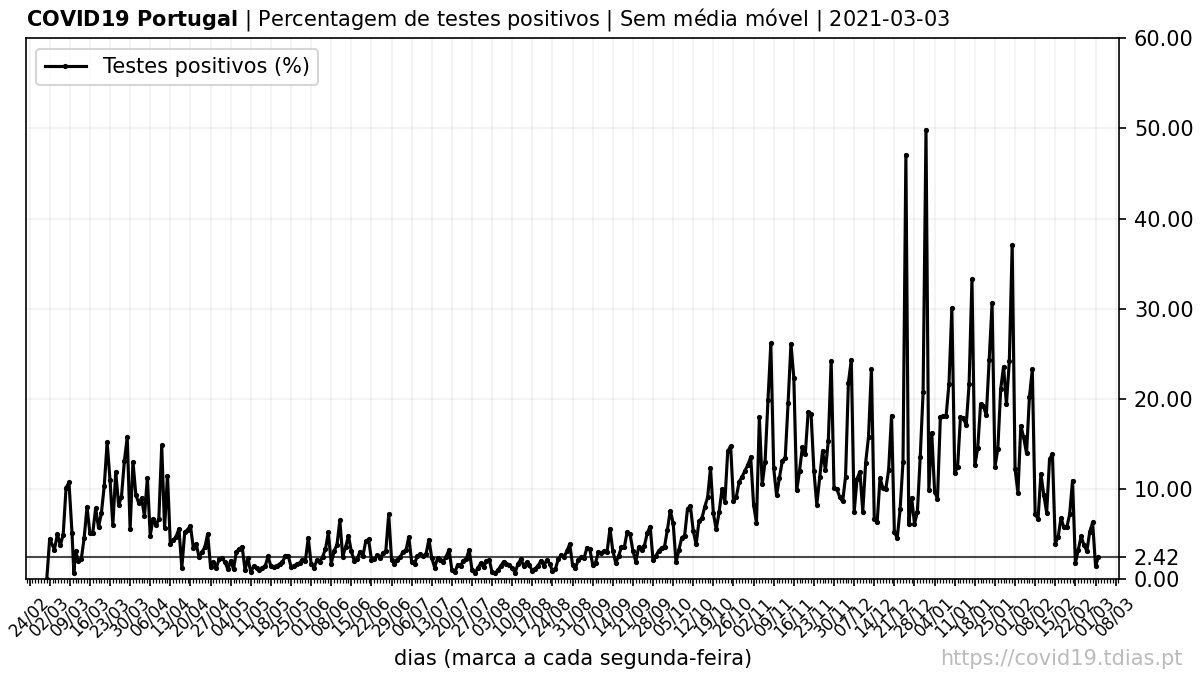 COVID19 Portugal | Percentagem de testes positivos | Sem média móvel | 2021-03-03
Testes positivos (%)
60.00
50.00
40.00
30.00
20.00
10.00
2.42
0.00
24/02 02/03 09/03 16/03 23/03 30/03 06/04 13/04 20/04 27/04 04/05 11/05 18/05 25/05 01/06 08/06 15/06 22/06 29/06 06/07 13/07 20/07 27/07 03/08 10/08 17/08 24/08 31/08 07/09 14/09 21/09 28/09 05/10 12/10 19/10 26/10 02/11 09/11 16/11 23/11 30/11 07/12 14/12 21/12 28/12 04/01 11/01 18/01 25/01 01/02 08/02 15/02 22/02 01/03 08/03
dias (marca a cada segunda-feira)
https://covid19.tdias.pt